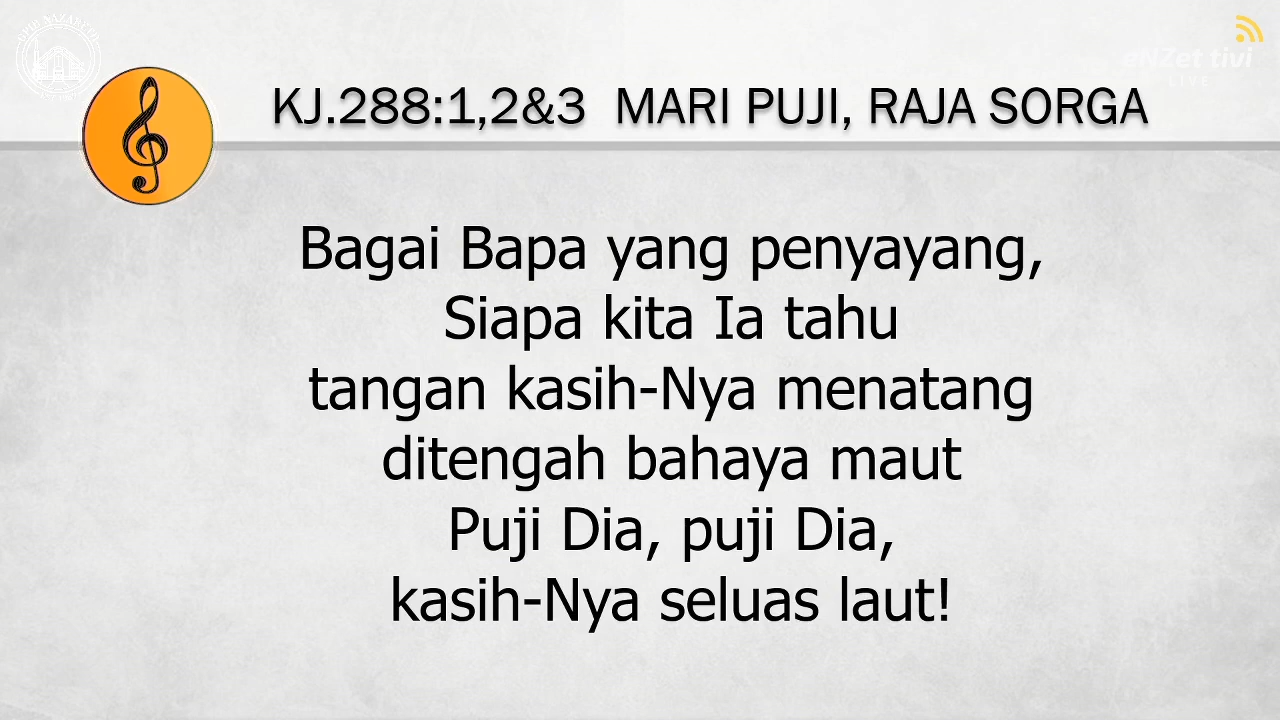 KJ.288:1,2&3 MARI PUJI, RAJA SORGA
eNZet tivi
LIVE
Bagai Bapa yang penyayang,
Siapa kita Ia tahu
tangan kasih-Nya menatang
ditengah bahaya maut
Puji Dia, puji Dia,
kasih-Nya seluas laut!